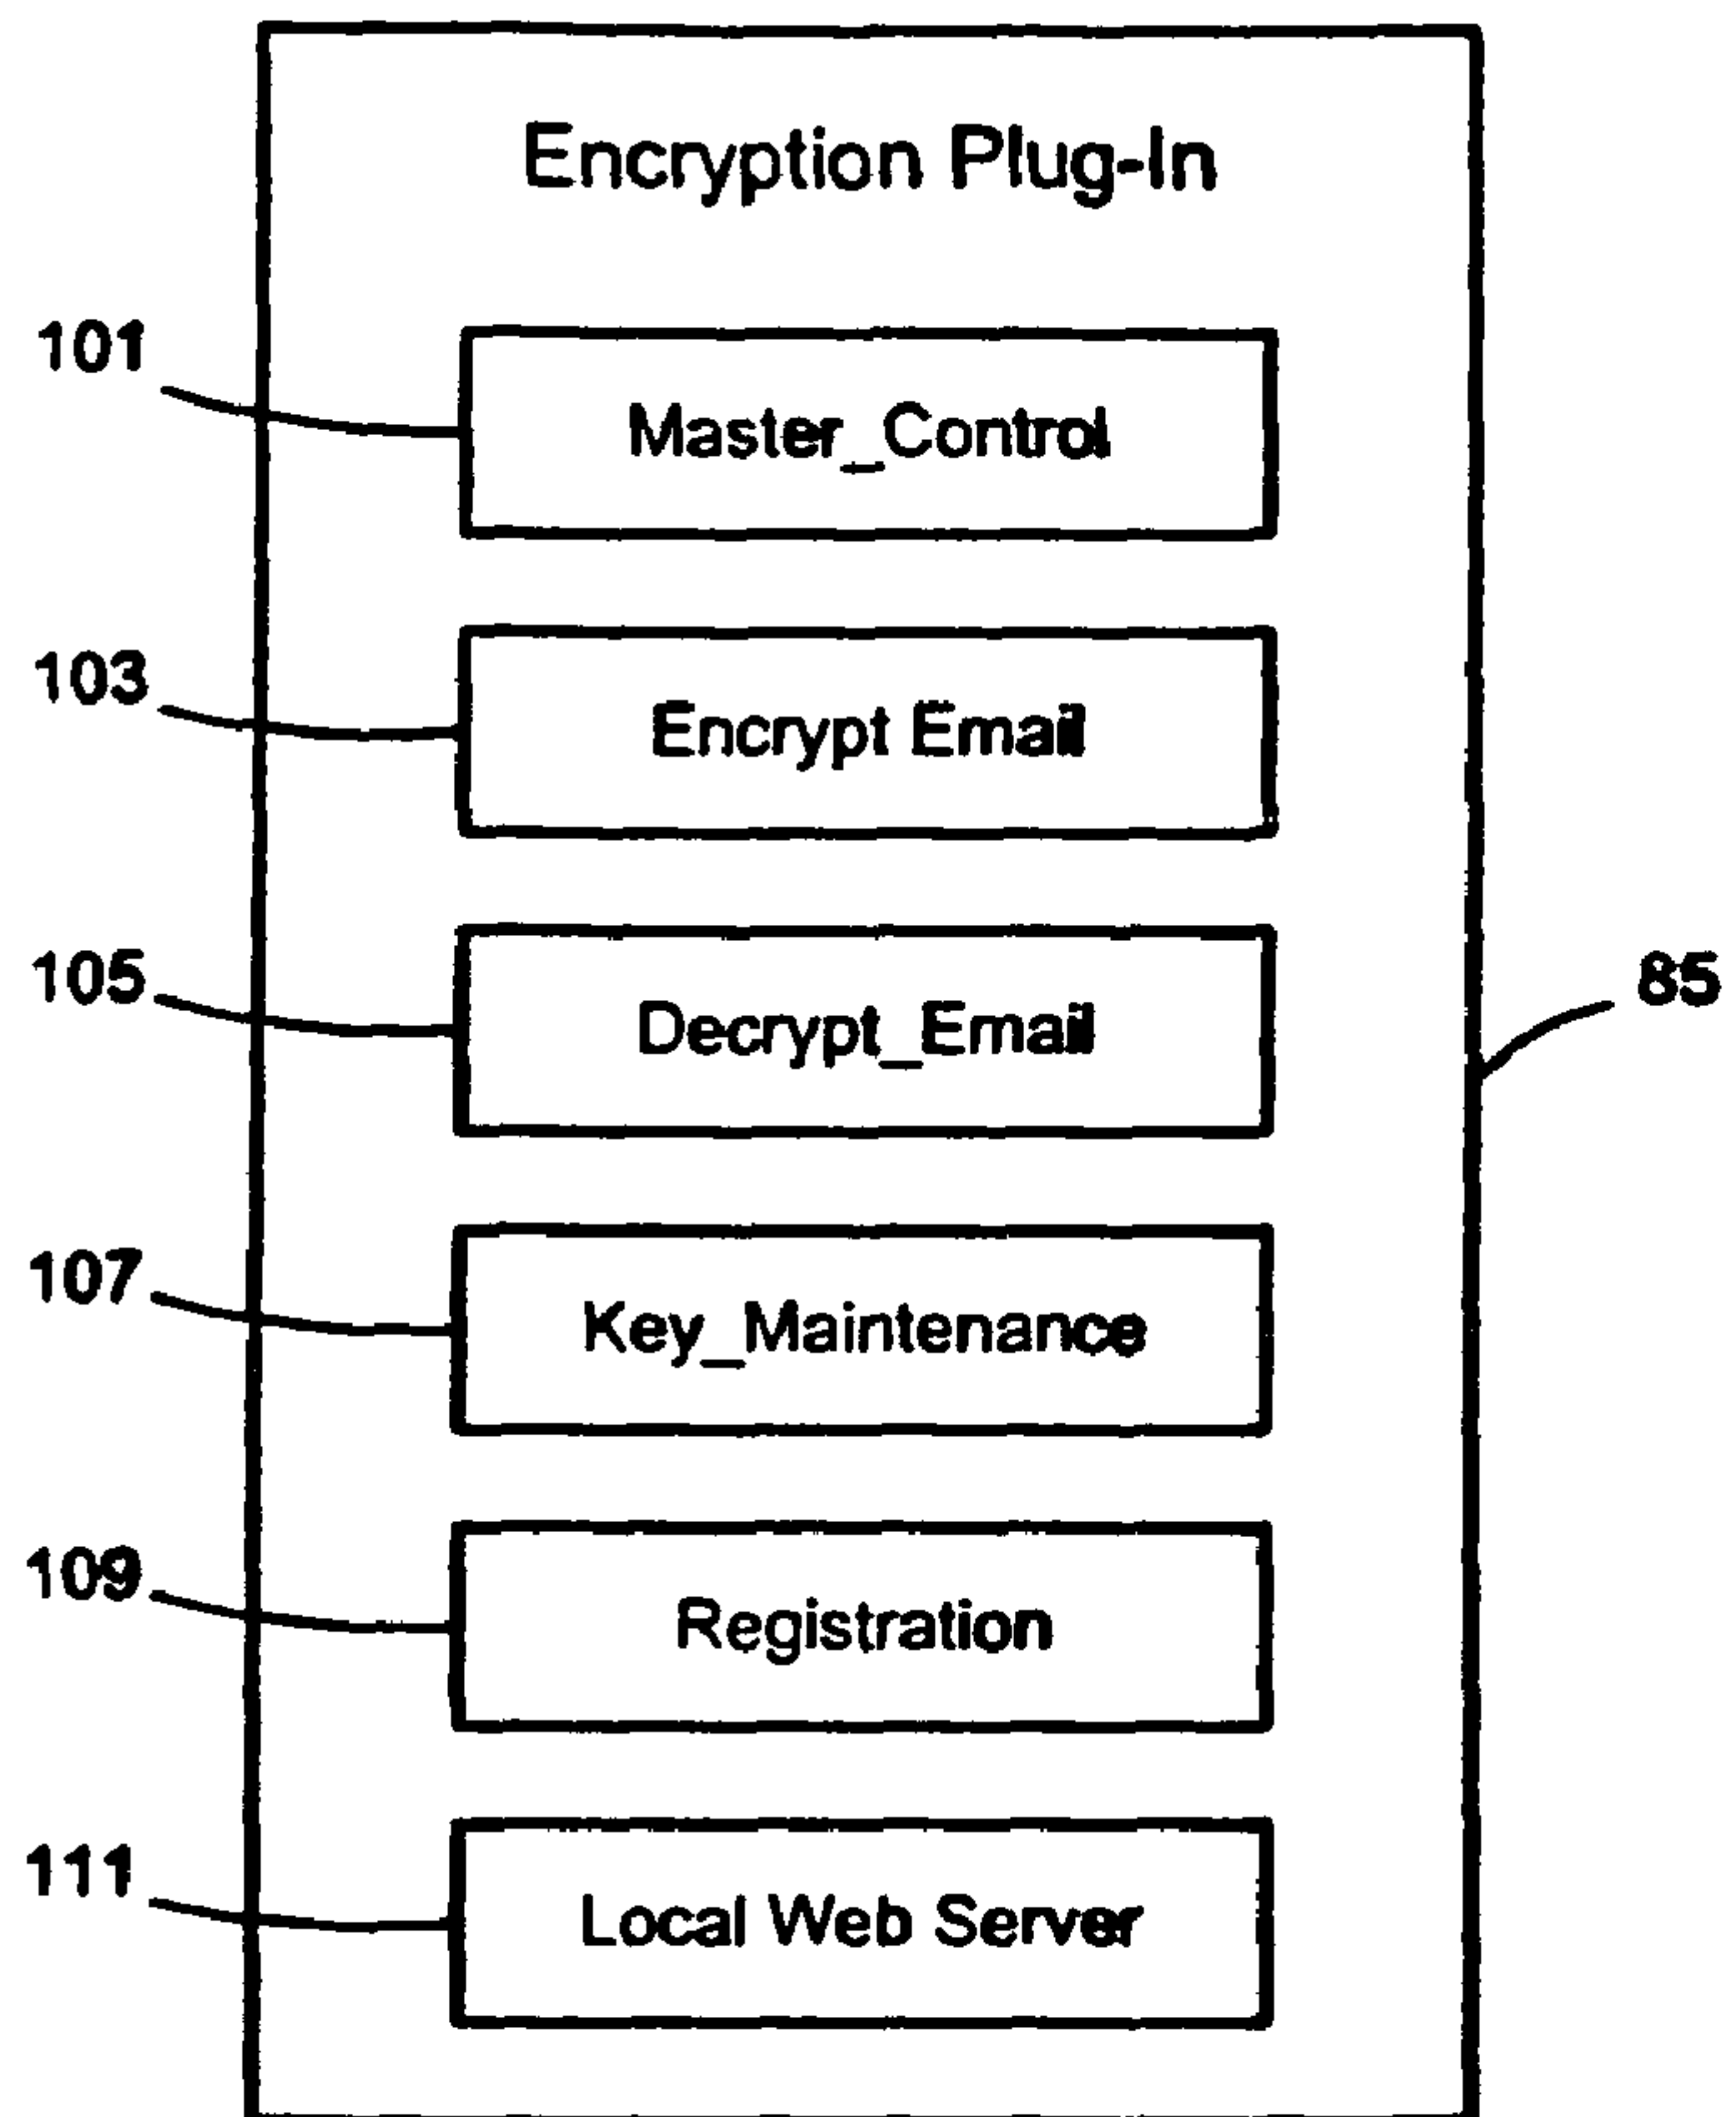 Encryption Plug-In
101
Master_Control
103
Encrypt Email
105
Decrypt_Email
85
107
Key_Maintenance
109
Registration
111
Local Web Server